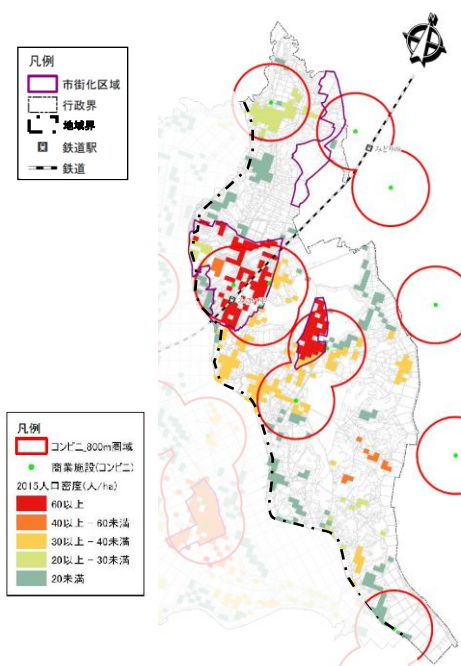 凡例
市街化区域
行政界
地域界
鉄道駅
鉄道
凡例
コンビニ_800m圏域
商業施設(コンビニ)
2015人口密度(人/ha)
60以上
40以上－60未満
30以上－40未満
20以上－30未満
20未満